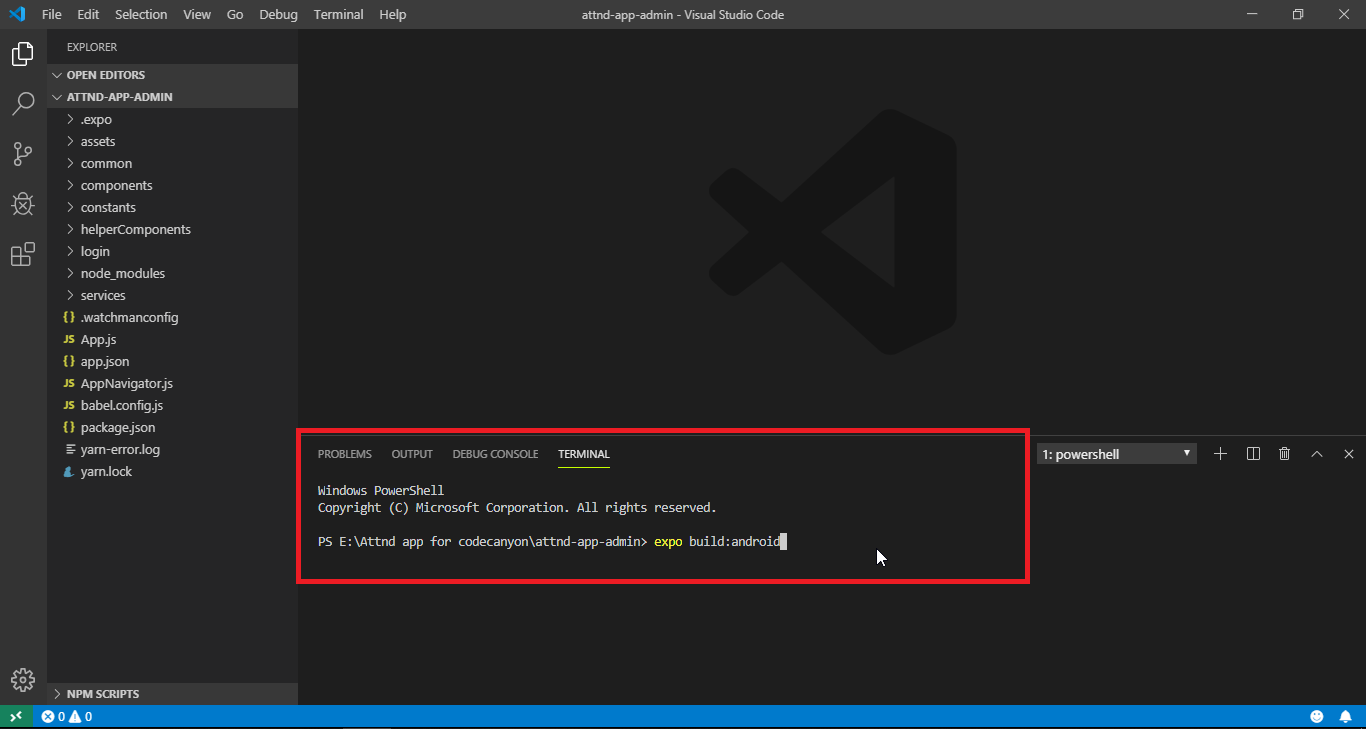 File Edit Selection View Go Debug Terminal Help
attnd-app-admin - Visual Studio Code
EXPLORER
OPEN EDITORS
ATTND-APP-ADMIN
.expo
assets
common
components
constants
helperComponents
login
node_modules
services
{} .watchmanconfig
JS App.js
{} app.json
JS AppNavigator.js
JS babel.config.js
{} package.json
yarn-error.log
yarn.lock
NPM SCRIPTS
PROBLEMS OUTPUT DEBUG CONSOLE TERMINAL
1: powershell
Windows PowerShell
Copyright (C) Microsoft Corporation. All rights reserved.
PS E:\Attnd app for codecanyon\attnd-app-admin> expo build:android
0 0